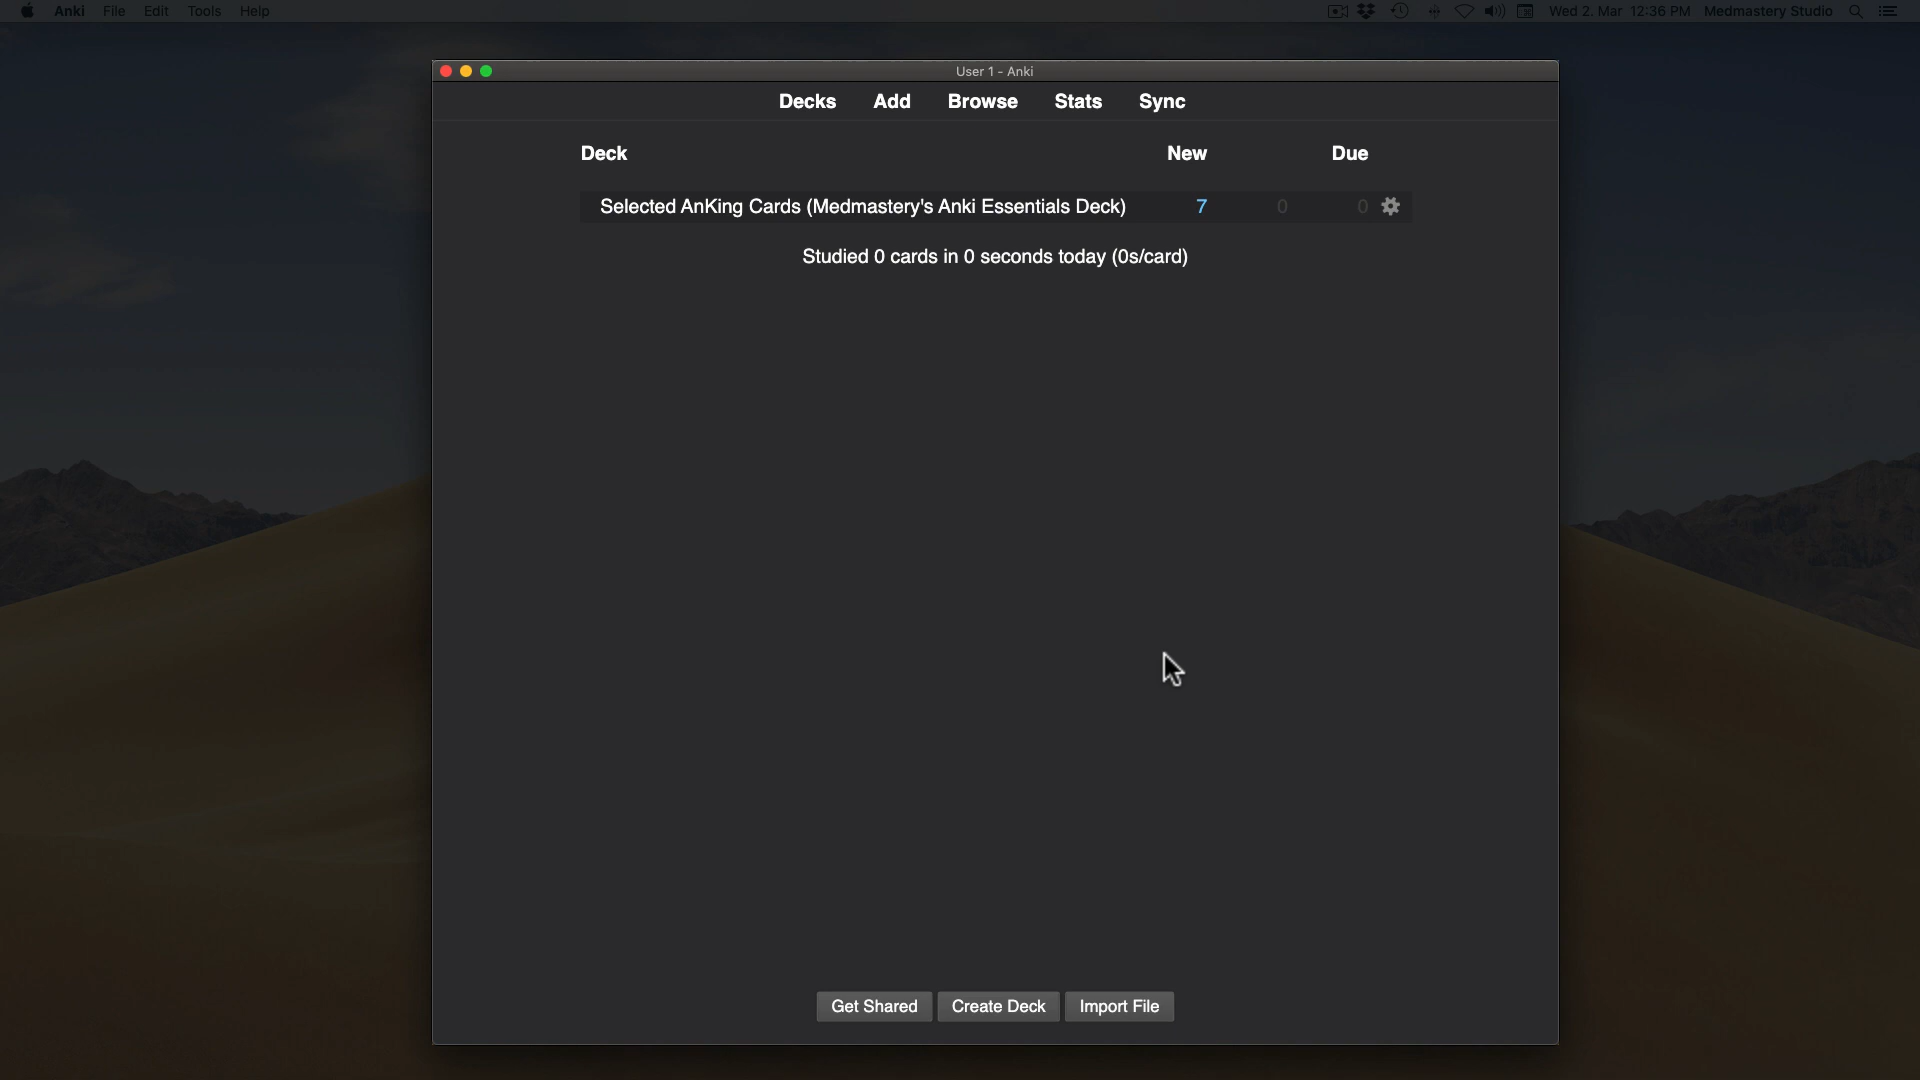 Anki File Edit Tools Help Wed 2. Mar 12:36 PM Medmastery Studio
User 1 - Anki
Decks Add Browse Stats Sync
Deck New Due
Selected AnKing Cards (Medmastery's Anki Essentials Deck) 7 0 0
Studied 0 cards in 0 seconds today (0s/card)
Get Shared Create Deck Import File